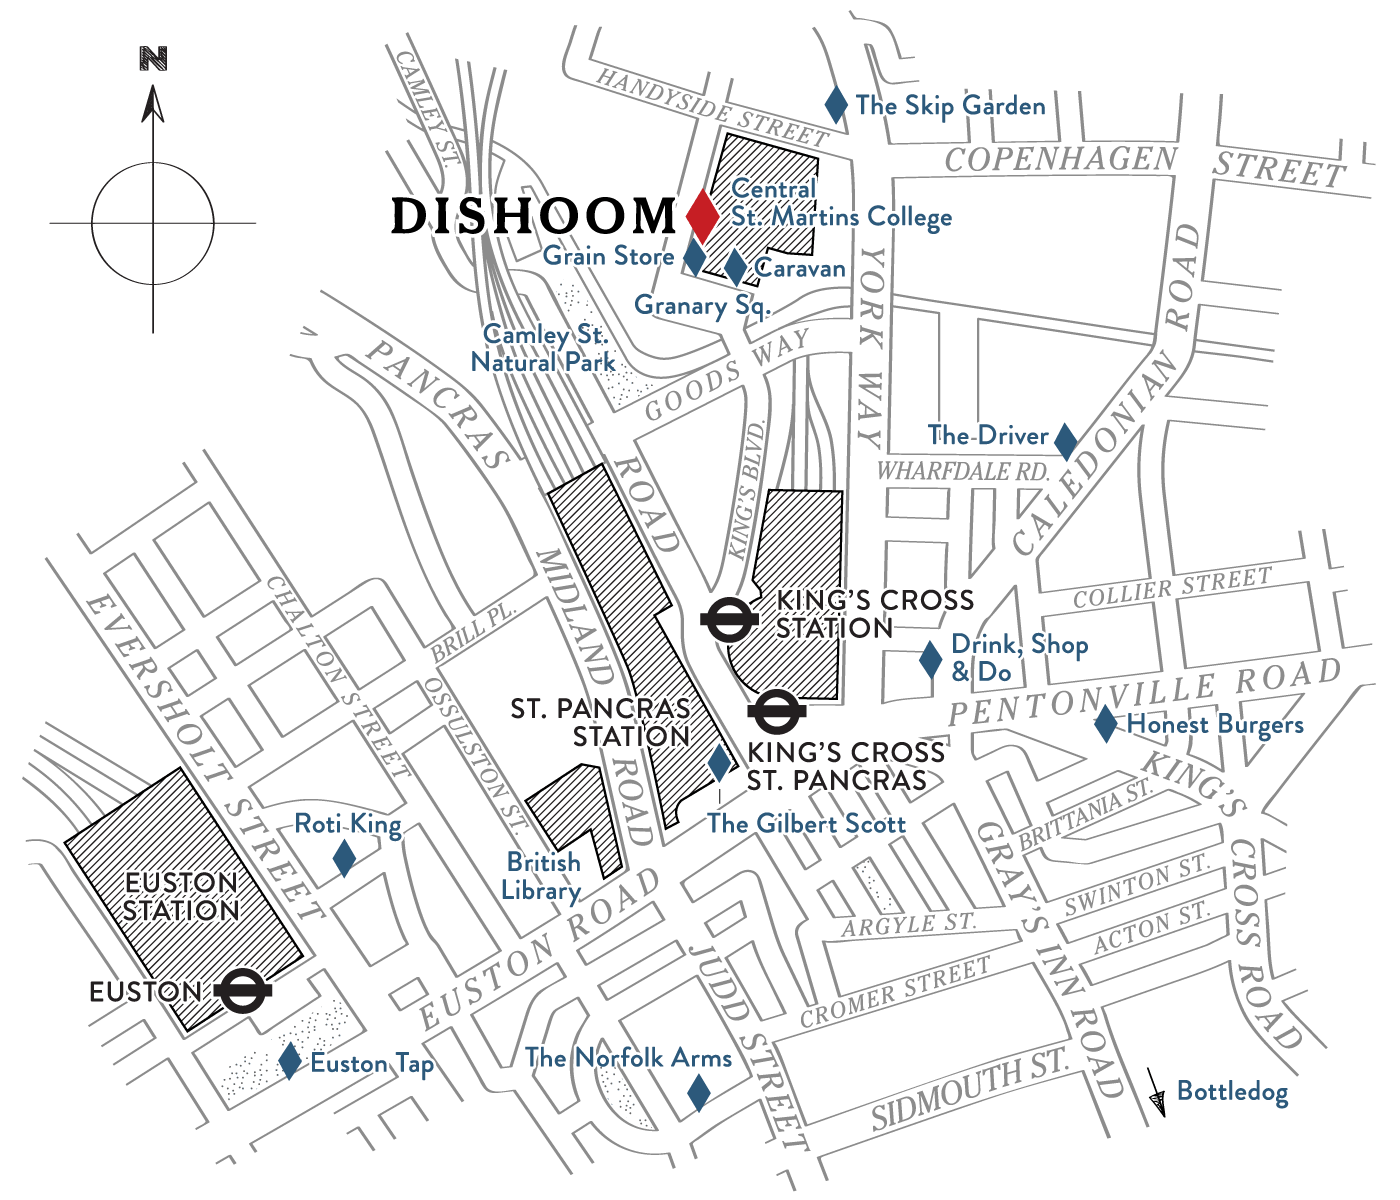 N
CAMLEY ST.
HANDYSIDE STREET
The Skip Garden
COPENHAGEN STREET
DISHOOM
Central
St. Martins College
Grain Store
Caravan
Granary Sq.
YORK WAY
CALEDONIAN ROAD
Camley St.
Natural Park
GOODS WAY
PANCRAS ROAD
KING'S BLVD.
The Driver
WHARFDALE RD.
MIDLAND ROAD
COLLIER STREET
EVERSHOLT STREET
CHALTON STREET
BRILL PL.
OSSULSTON ST.
KING'S CROSS
STATION
Drink, Shop
& Do
PENTONVILLE ROAD
ST. PANCRAS
STATION
Honest Burgers
KING'S CROSS
ST. PANCRAS
KING'S CROSS ROAD
BRITTANIA ST.
The Gilbert Scott
Roti King
British
Library
EUSTON
STATION
GRAY'S INN ROAD
SWINTON ST.
ACTON ST.
ARGYLE ST.
EUSTON ROAD
CROMER STREET
JUDD STREET
EUSTON
Euston Tap
The Norfolk Arms
SIDMOUTH ST.
Bottledog